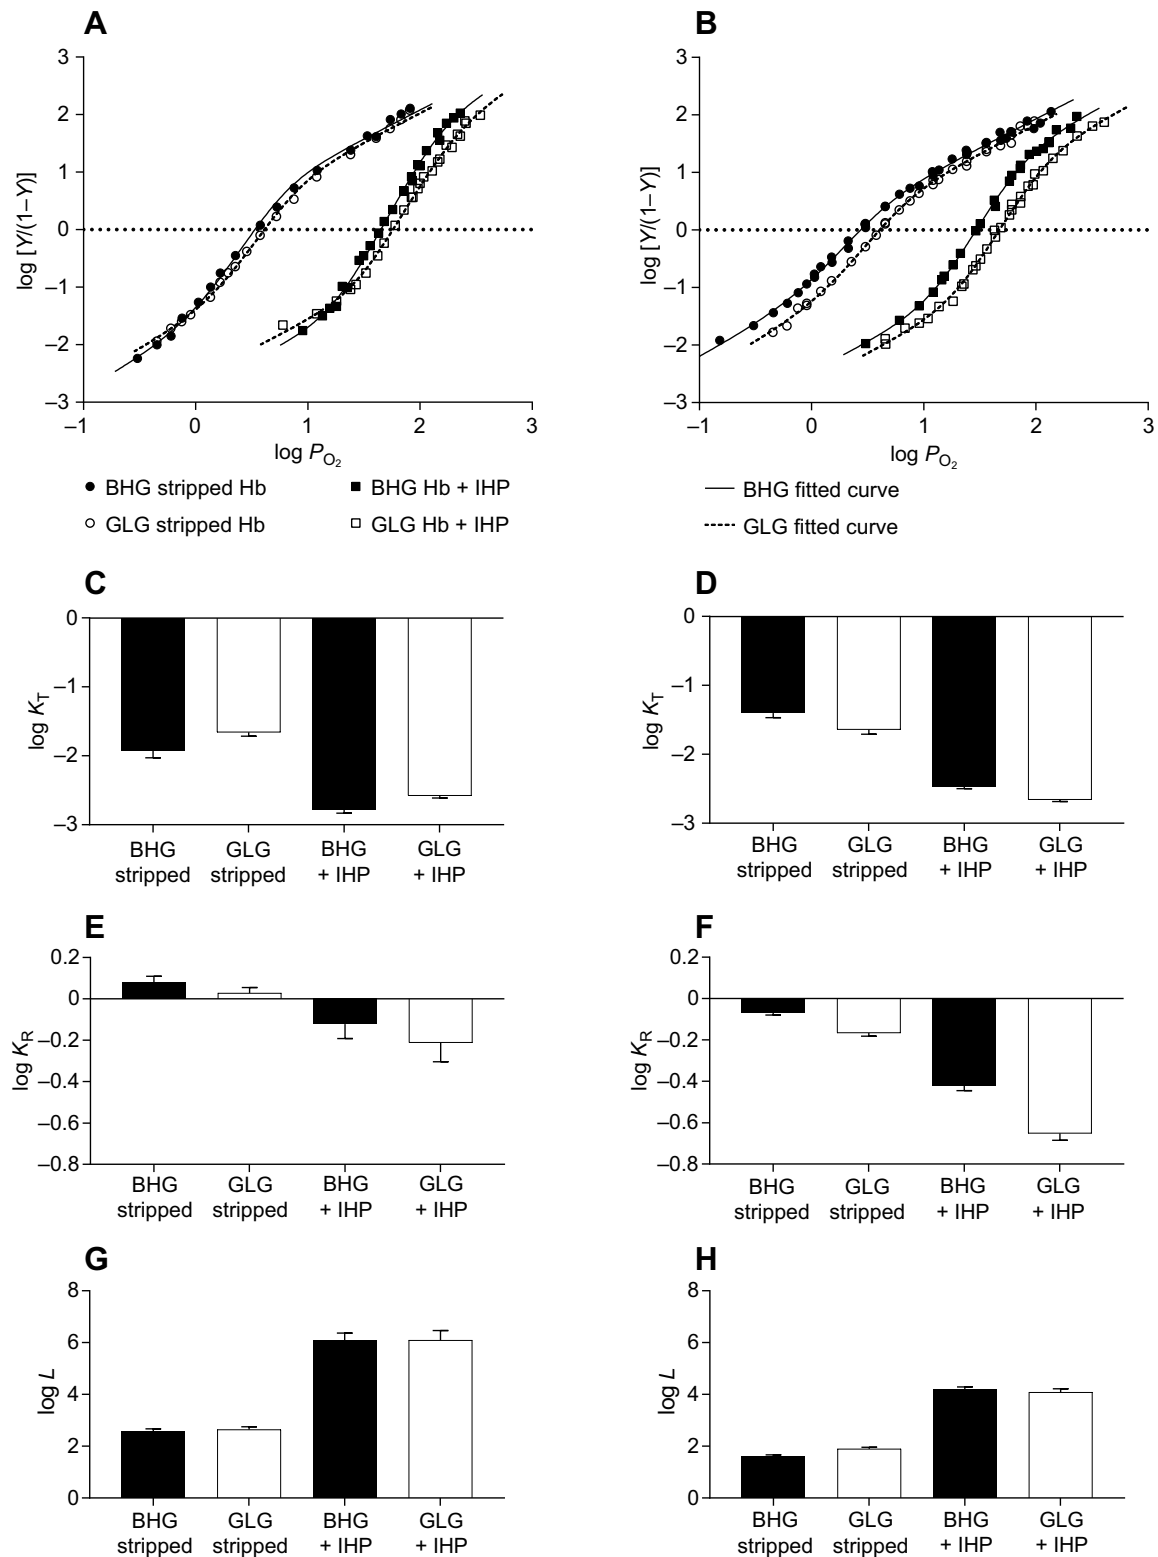 A
B
3
2
1
0
–1
–2
–3
log [Y/(1–Y)]
–1
0
1
2
3
log PO2
3
2
1
0
–1
–2
–3
log [Y/(1–Y)]
–1
0
1
2
3
log PO2
BHG stripped Hb
BHG Hb + IHP
BHG fitted curve
GLG stripped Hb
GLG Hb + IHP
GLG fitted curve
C
0
–1
–2
–3
log KT
BHG
stripped
GLG
stripped
BHG
+ IHP
GLG
+ IHP
D
0
–1
–2
–3
log KT
BHG
stripped
GLG
stripped
BHG
+ IHP
GLG
+ IHP
E
0.2
0
–0.2
–0.4
–0.6
–0.8
log KR
BHG
stripped
GLG
stripped
BHG
+ IHP
GLG
+ IHP
F
0.2
0
–0.2
–0.4
–0.6
–0.8
log KR
BHG
stripped
GLG
stripped
BHG
+ IHP
GLG
+ IHP
G
8
6
4
2
0
log L
BHG
stripped
GLG
stripped
BHG
+ IHP
GLG
+ IHP
H
8
6
4
2
0
log L
BHG
stripped
GLG
stripped
BHG
+ IHP
GLG
+ IHP